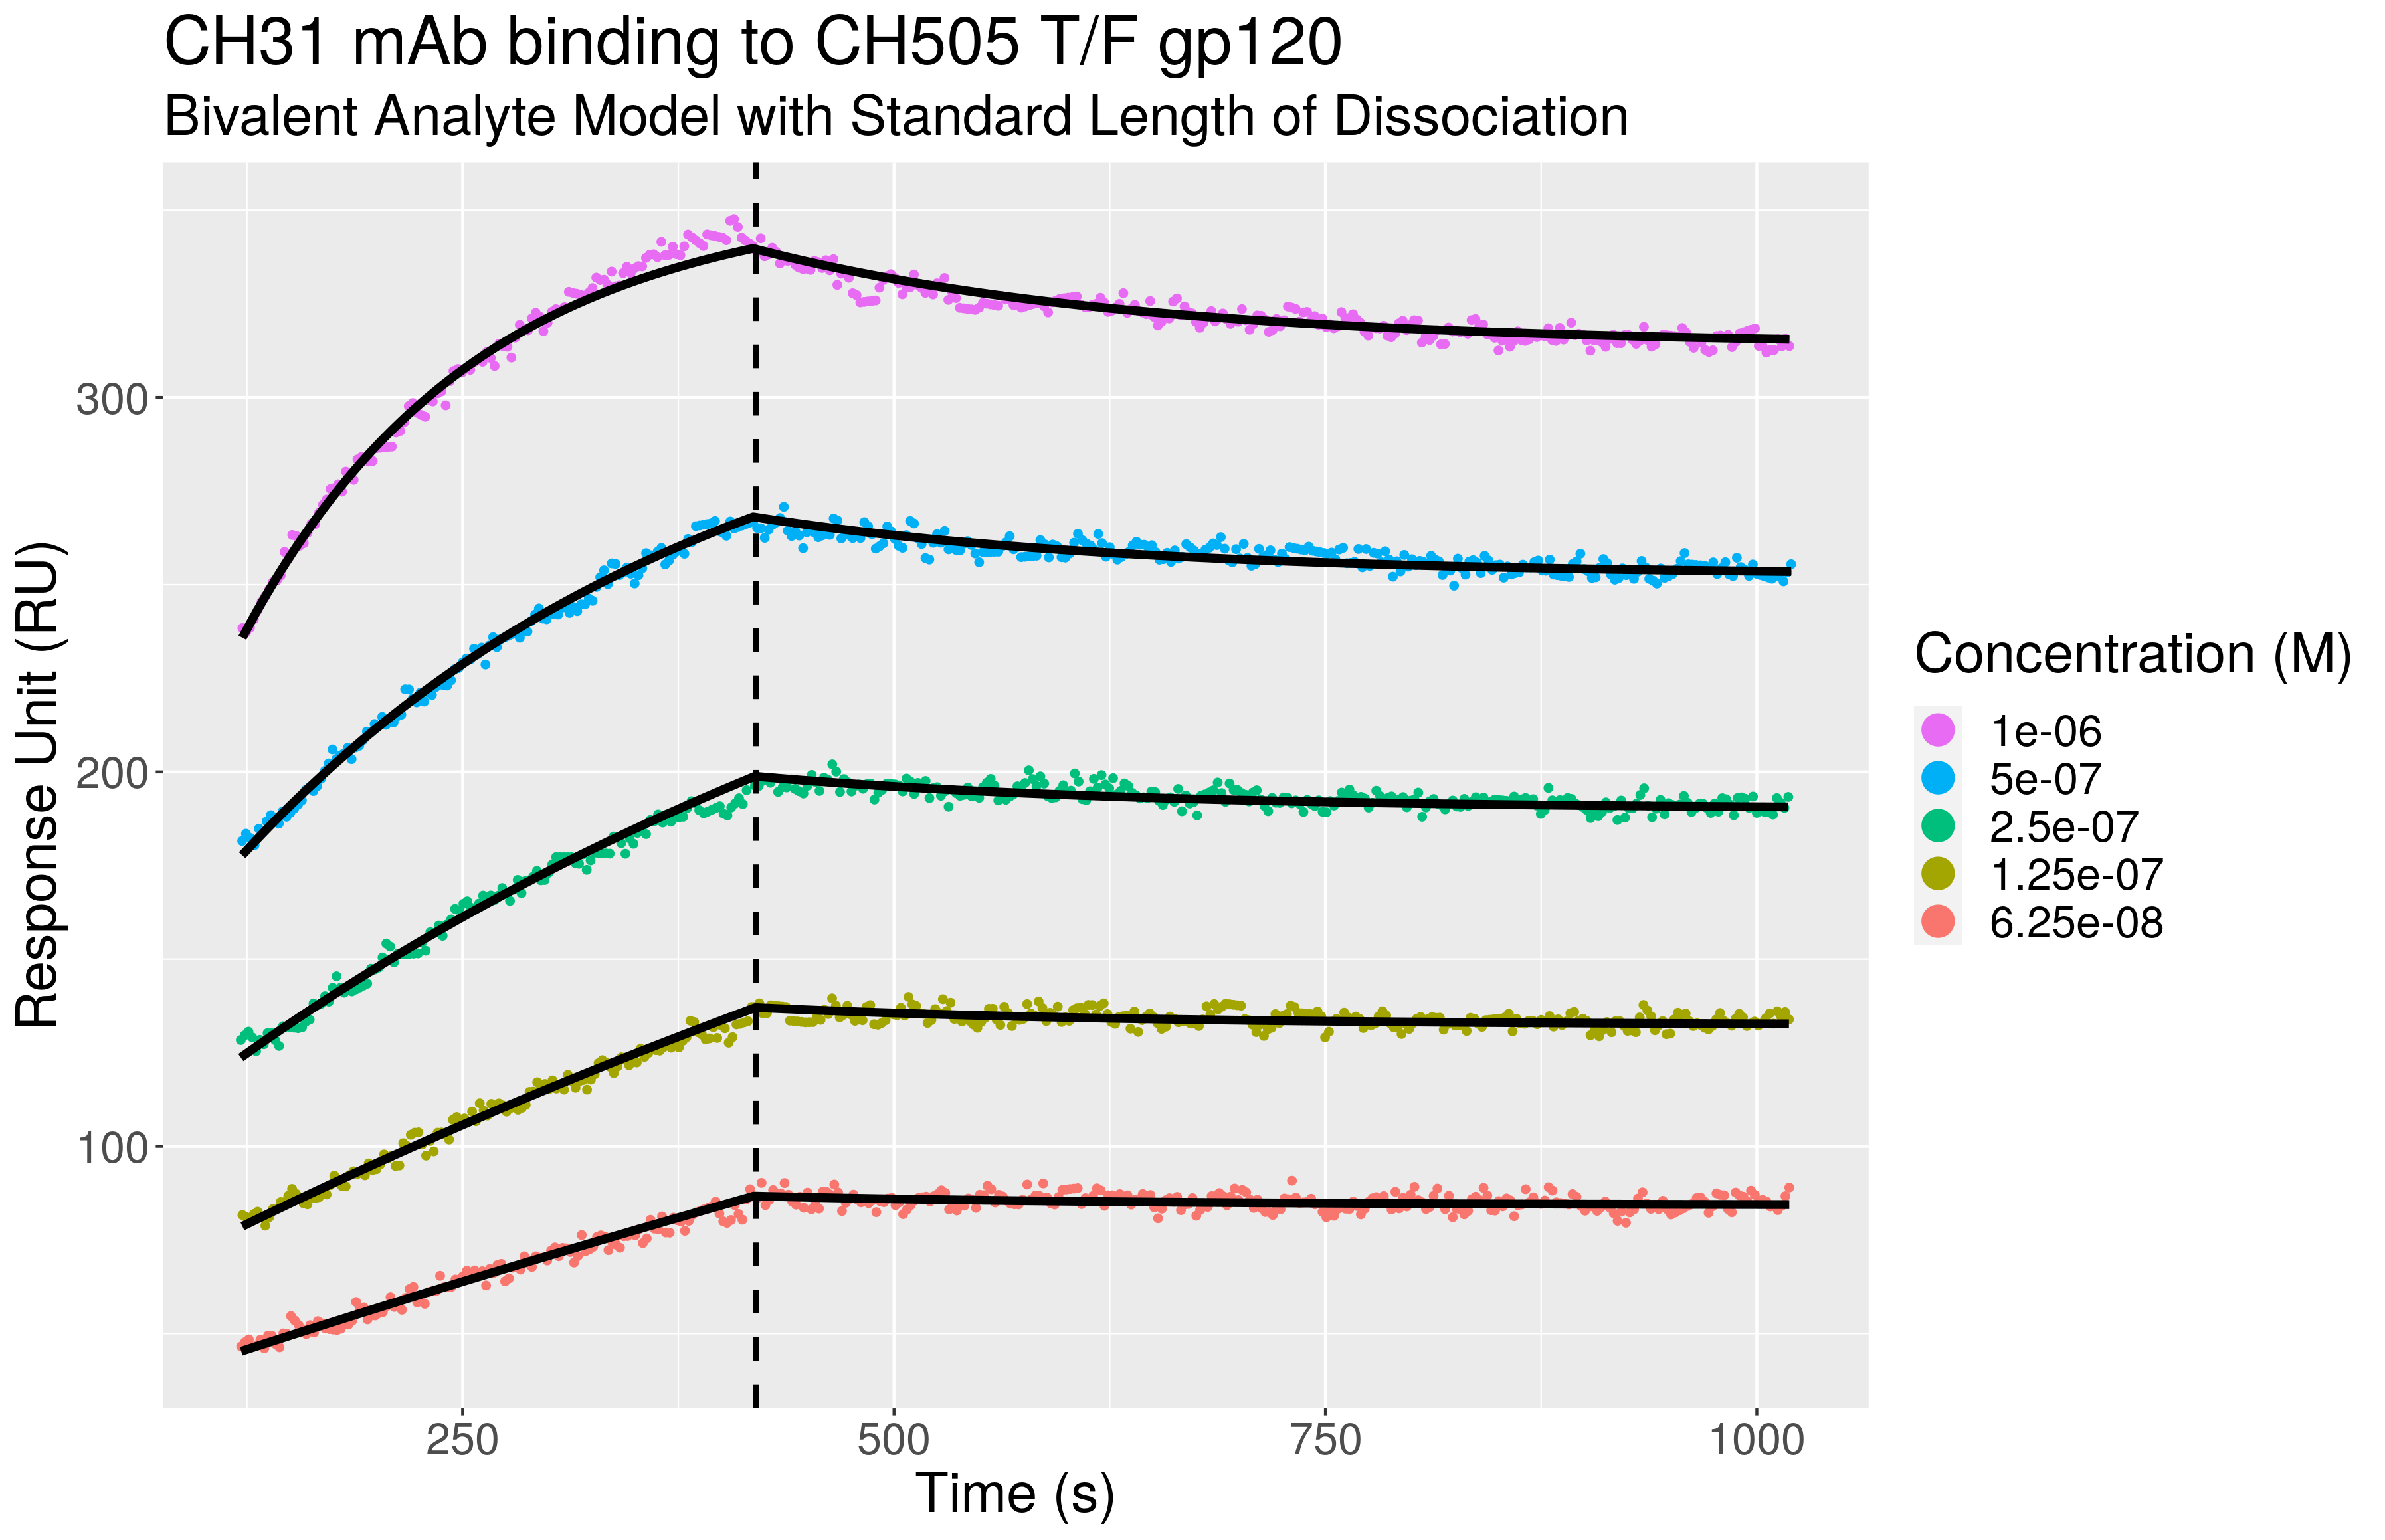 CH31 mAb binding to CH505 T/F gp120
Bivalent Analyte Model with Standard Length of Dissociation
Response Unit (RU)
300
200
100
250
500
750
1000
Time (s)
Concentration (M)
1e-06
5e-07
2.5e-07
1.25e-07
6.25e-08